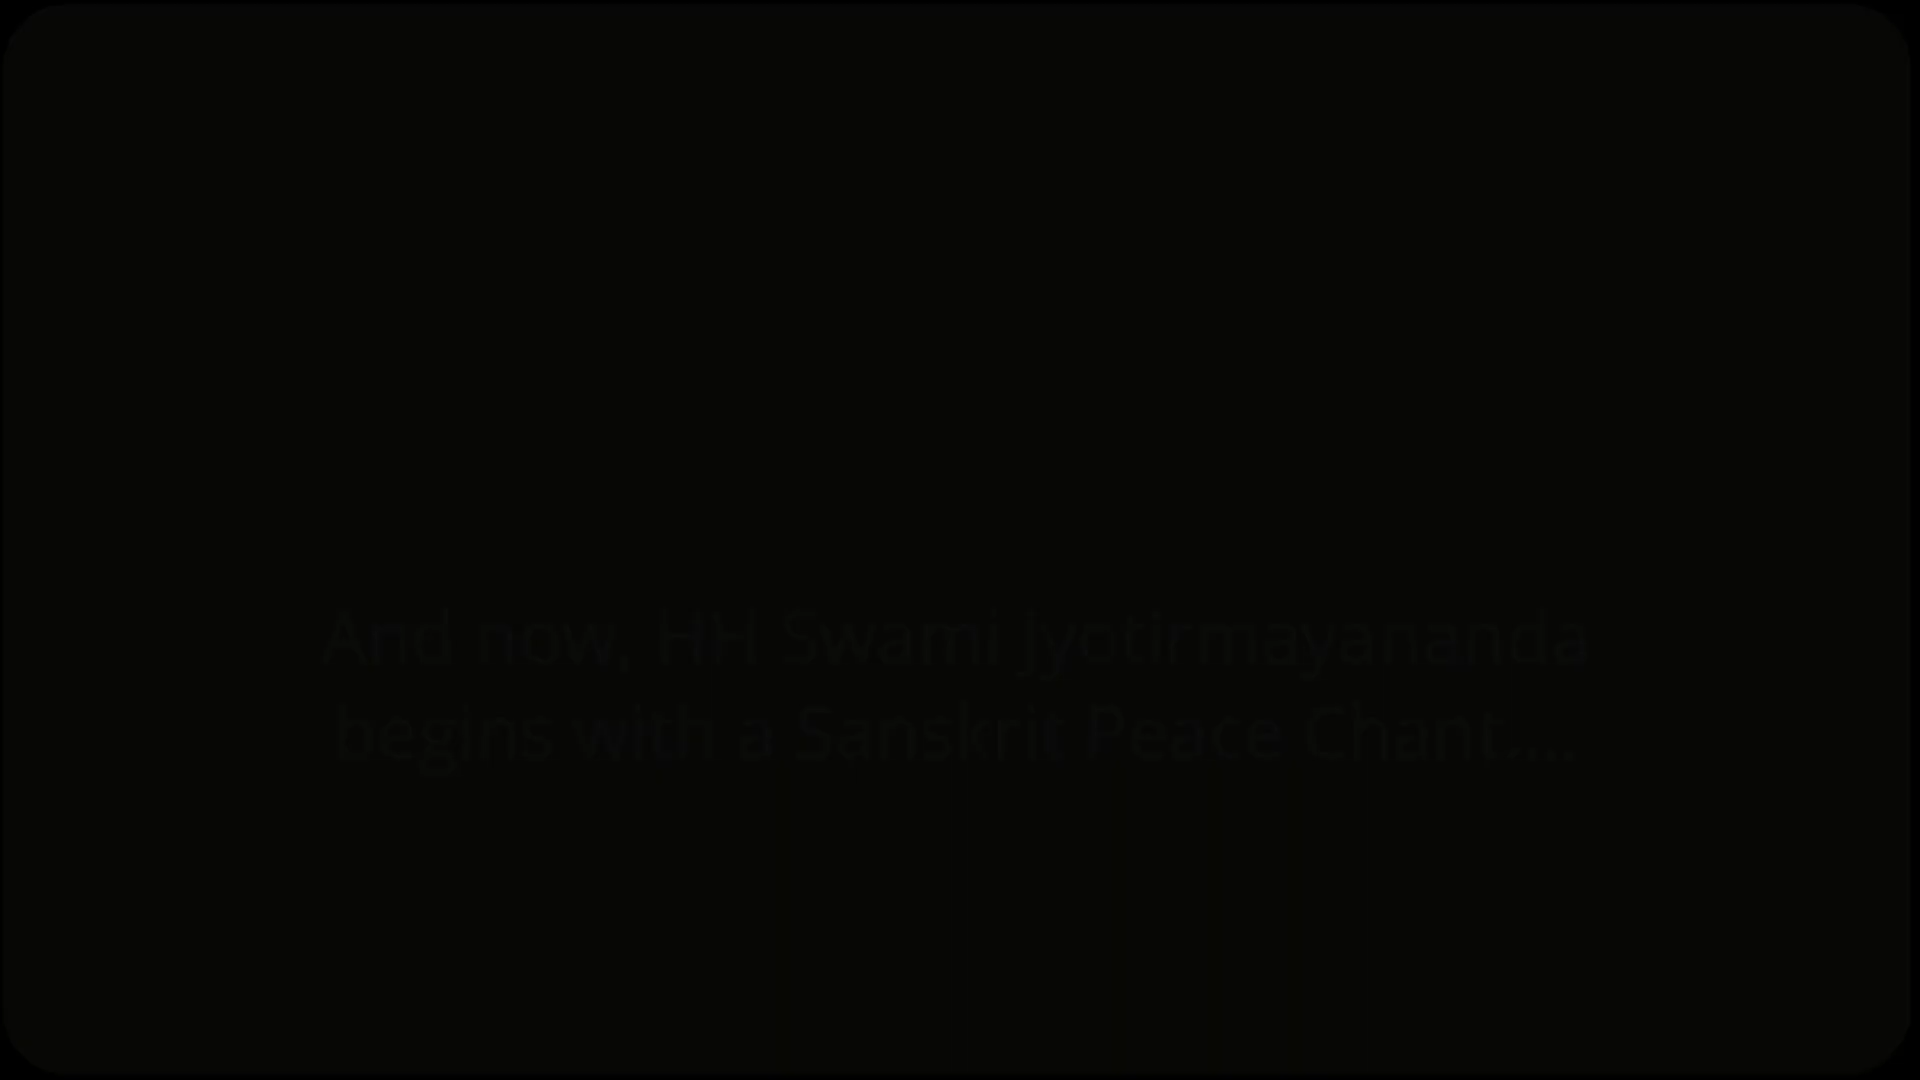 And now, HH Swami Jyotirmayananda
begins with a Sanskrit Peace Chant....